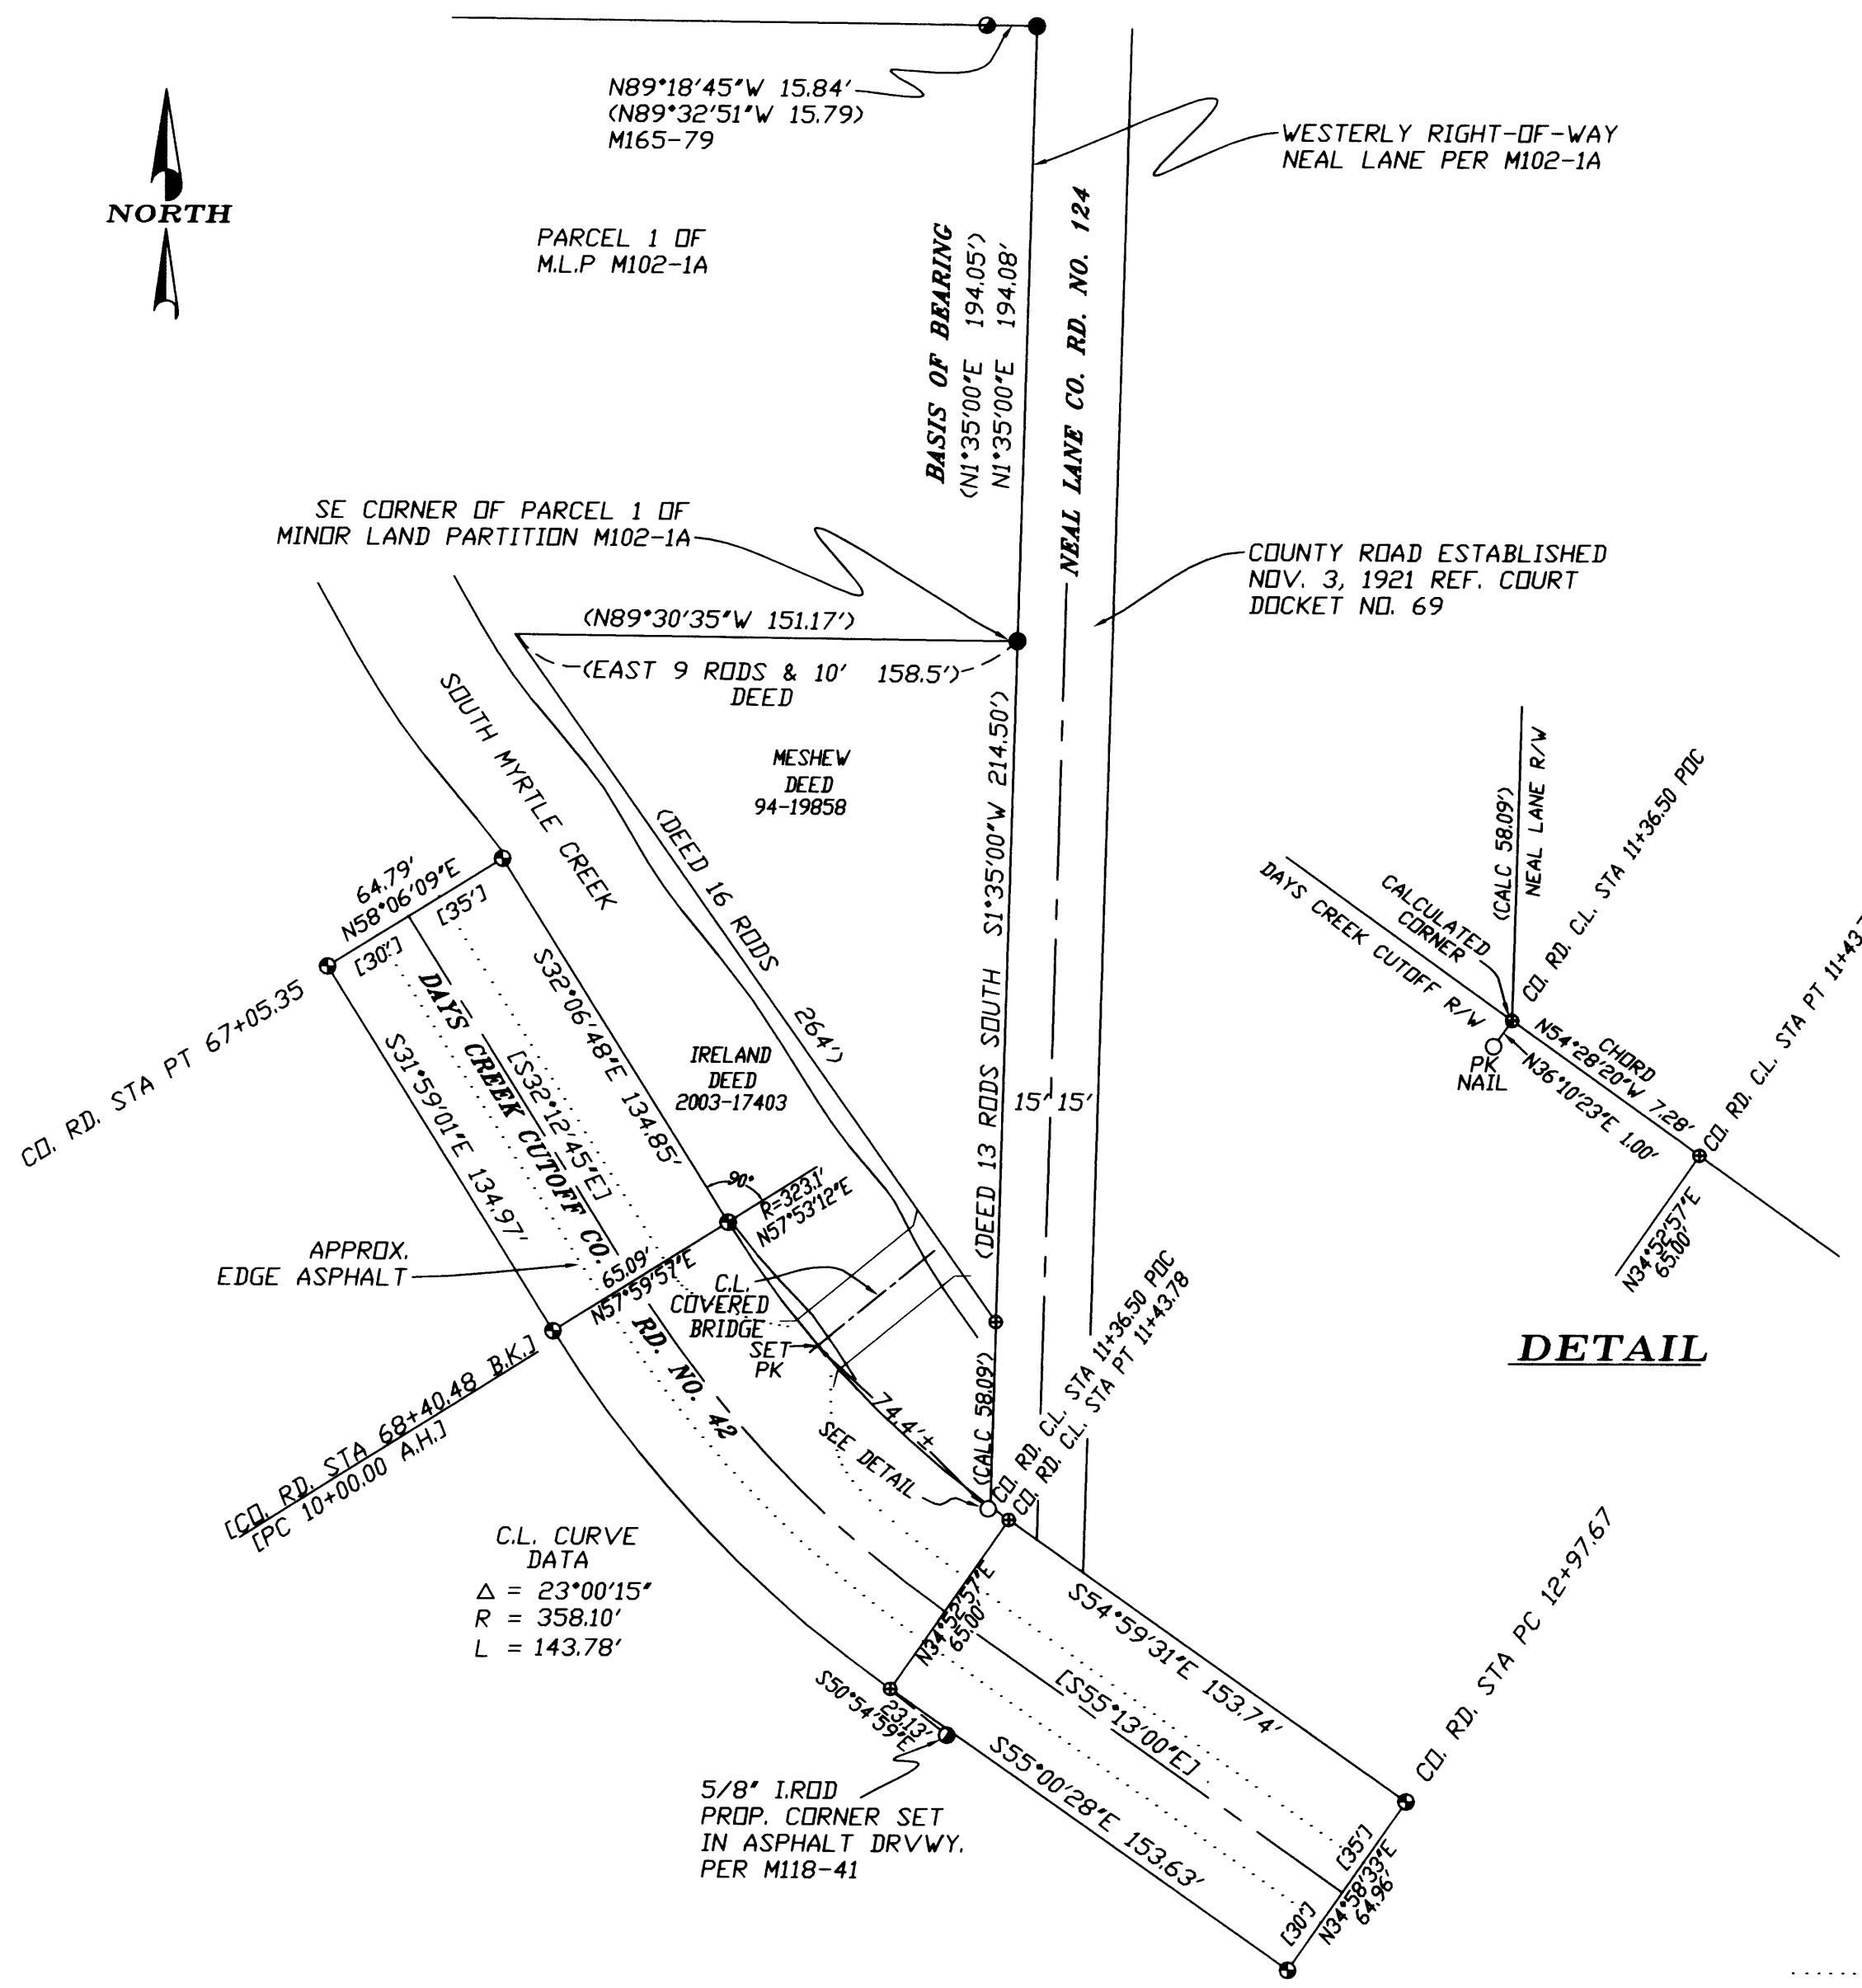 N89°18'45"W 15.84'
(N89°32'51"W 15.79)
M165-79
WESTERLY RIGHT-OF-WAY
NEAL LANE PER M102-1A
NORTH
PARCEL 1 OF
M.L.P M102-1A
BASIS OF BEARING
(N1°35'00"E 194.05')
N1°35'00"E 194.08'
NEAL LANE CO. RD. NO. 124
SE CORNER OF PARCEL 1 OF
MINOR LAND PARTITION M102-1A
COUNTY ROAD ESTABLISHED
NOV. 3, 1921 REF. COURT
DOCKET NO. 69
(N89°30'35"W 151.17')
(EAST 9 RODS & 10' 158.5')
DEED
SOUTH MYRTLE CREEK
MESHEW
DEED
94-19858
(DEED 16 RODS 264')
(DEED 13 RODS SOUTH S1°35'00"W 214.50')
15' 15'
64.79'
N58°06'09"E
[35']
[30']
CO. RD. STA PT 67+05.35
S32°06'48"E 134.85'
DAYS CREEK CUTOFF CO. RD. NO. 42
[S32°12'45"E]
S31°59'01"E 134.97'
IRELAND
DEED
2003-17403
90°
R=323.1'
N57°53'12"E
APPROX.
EDGE ASPHALT
65.09'
N57°59'57"E
C.L.
COVERED
BRIDGE
SET
PK
[CO. RD. STA 68+40.48 B.K.]
[PC 10+00.00 A.H.]
74.4'±
SEE DETAIL
(CALC 58.09')
CO. RD. C.L. STA 11+36.50 POC
CO. RD. C.L. STA PT 11+43.78
C.L. CURVE
DATA
Δ = 23°00'15"
R = 358.10'
L = 143.78'
N34°52'57"E
65.00'
S54°59'31"E 153.74'
[S55°13'00"E]
23.13'
S50°54'59"E
S55°00'28"E 153.63'
5/8" I.ROD
PROP. CORNER SET
IN ASPHALT DRVWY.
PER M118-41
CO. RD. STA PC 12+97.67
[35']
[30']
N34°58'33"E
64.96'
(CALC 58.09')
NEAL LANE R/W
CO. RD. C.L. STA 11+36.50 POC
CALCULATED
CORNER
DAYS CREEK CUTOFF R/W
PK
NAIL
CHORD
N54°28'20"W 7.28'
N36°10'23"E 1.00'
CO. RD. C.L. STA PT 11+43.7
N34°52'57"E
65.00'
DETAIL